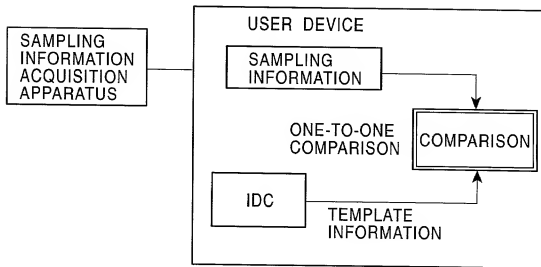 USER DEVICE
SAMPLING
INFORMATION
ACQUISITION
APPARATUS
SAMPLING
INFORMATION
ONE-TO-ONE
COMPARISON
COMPARISON
IDC
TEMPLATE
INFORMATION